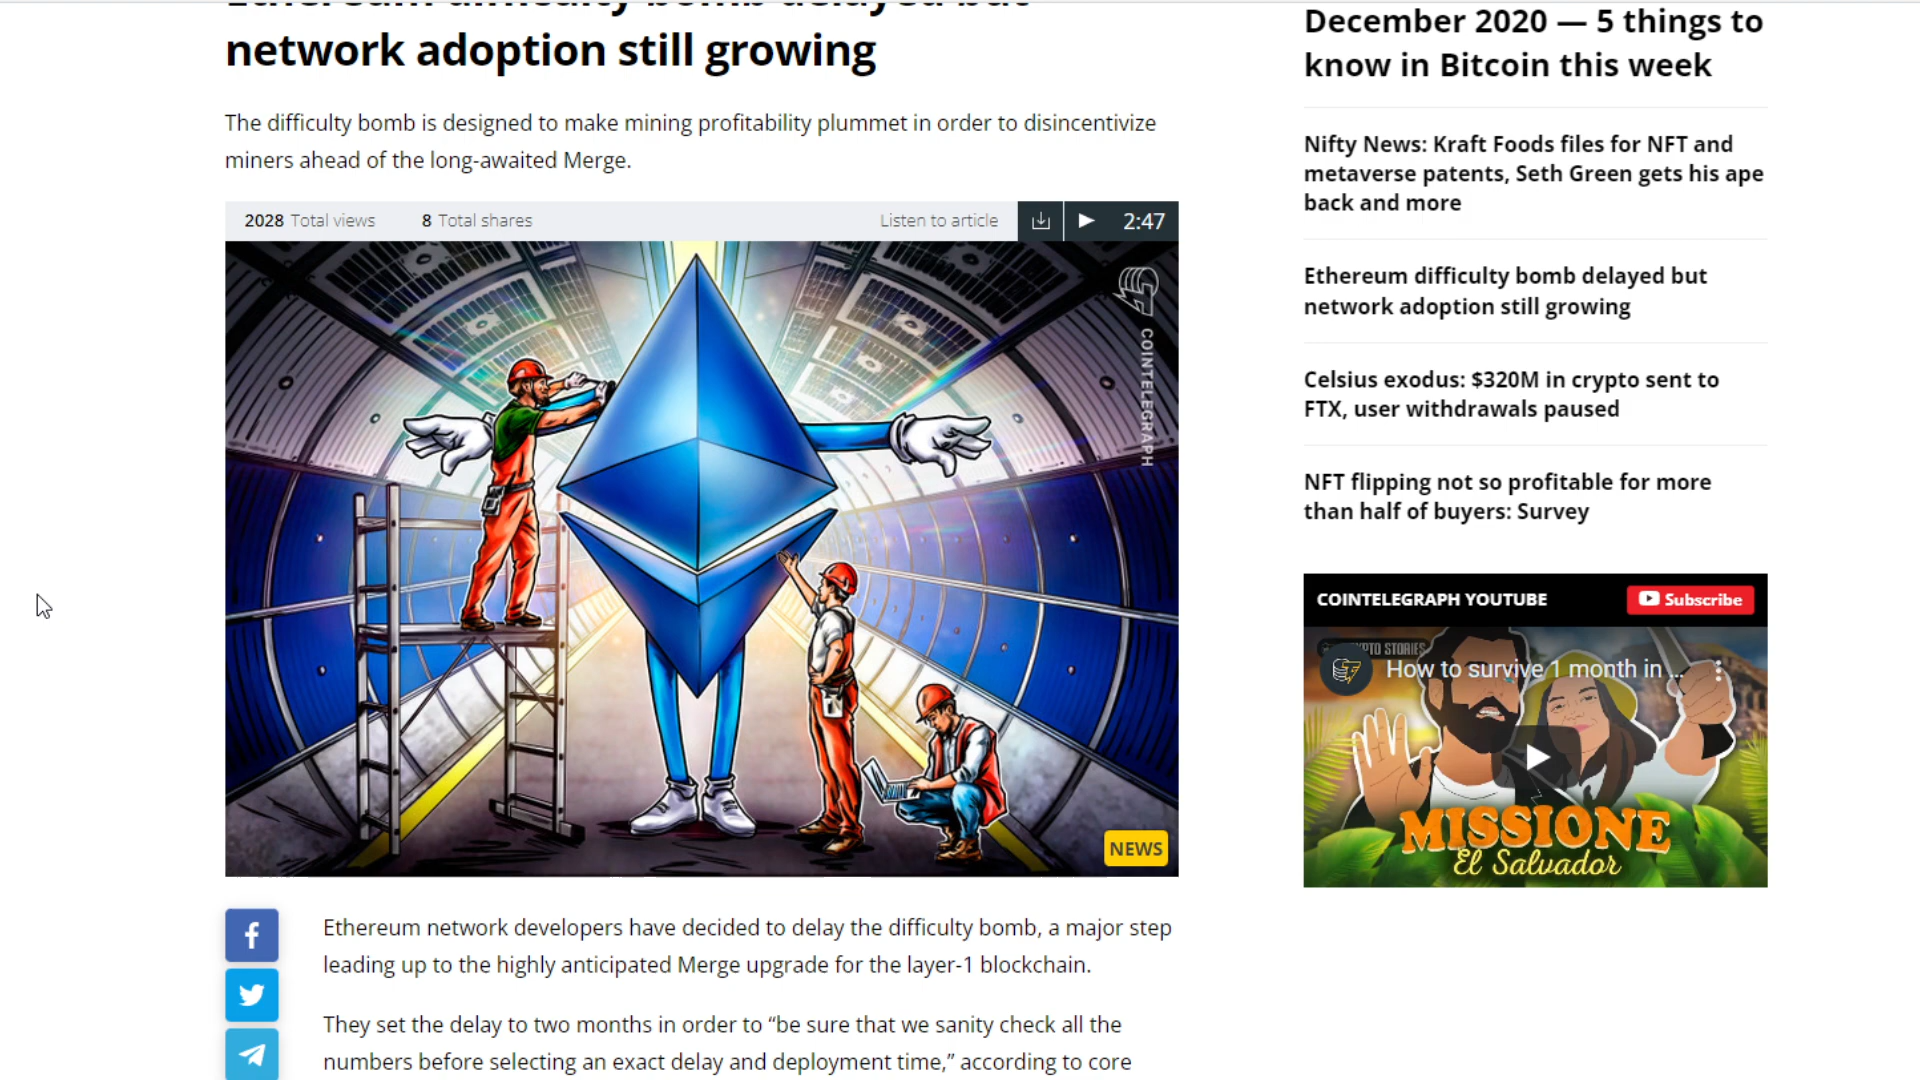 Ethereum difficulty bomb delayed but
network adoption still growing
The difficulty bomb is designed to make mining profitability plummet in order to disincentivize
miners ahead of the long-awaited Merge.
2028 Total views 8 Total shares Listen to article 2:47
COINTELEGRAPH
NEWS
Ethereum network developers have decided to delay the difficulty bomb, a major step
leading up to the highly anticipated Merge upgrade for the layer-1 blockchain.
They set the delay to two months in order to “be sure that we sanity check all the
numbers before selecting an exact delay and deployment time,” according to core
December 2020 — 5 things to
know in Bitcoin this week
Nifty News: Kraft Foods files for NFT and
metaverse patents, Seth Green gets his ape
back and more
Ethereum difficulty bomb delayed but
network adoption still growing
Celsius exodus: $320M in crypto sent to
FTX, user withdrawals paused
NFT flipping not so profitable for more
than half of buyers: Survey
COINTELEGRAPH YOUTUBE Subscribe
PTO STORIES
How to survive 1 month in ...
MISSIONE
El Salvador